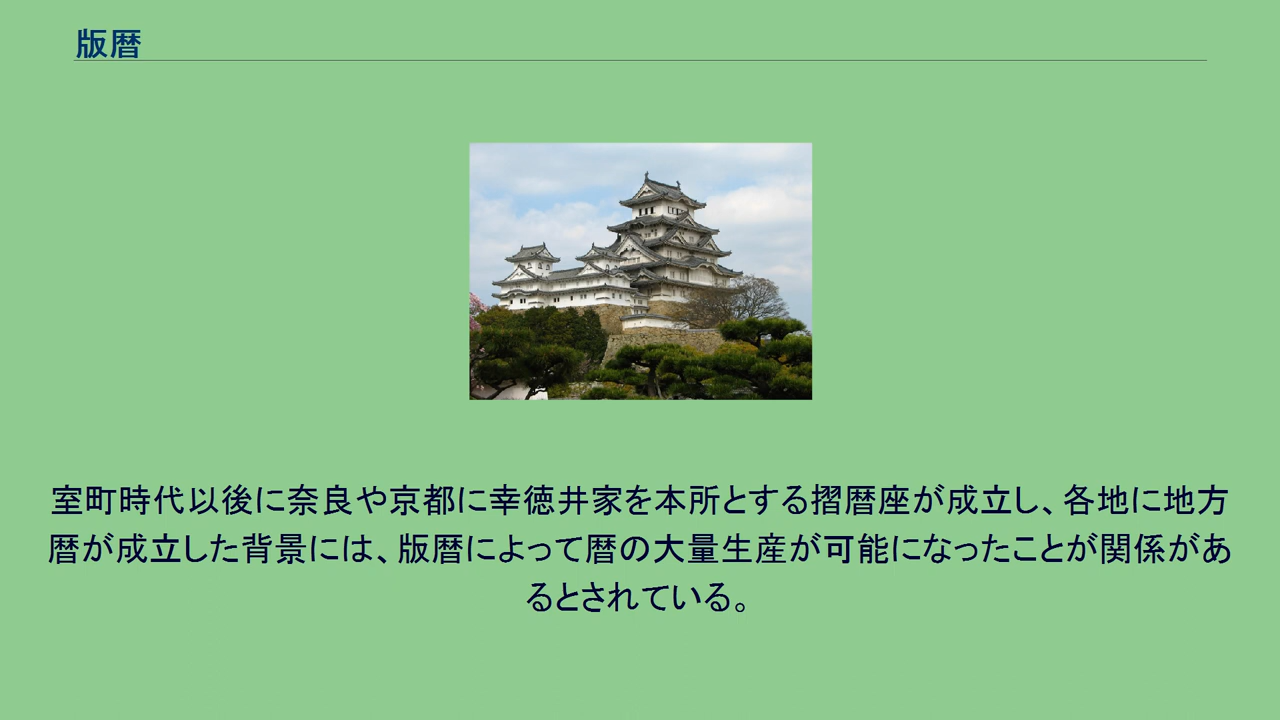 版暦
室町時代以後に奈良や京都に幸徳井家を本所とする摺暦座が成立し、各地に地方
暦が成立した背景には、版暦によって暦の大量生産が可能になったことが関係があ
るとされている。